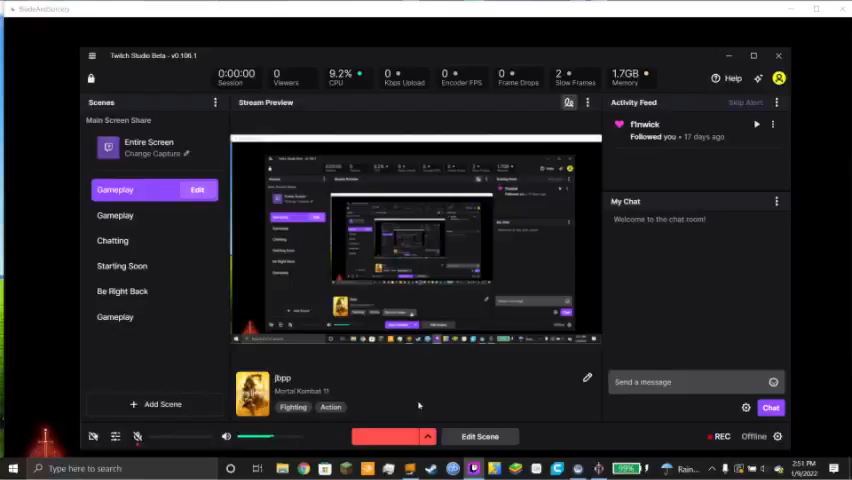 BladeAndSorcery
Twitch Studio Beta - v0.106.1
0:00:00
Session
0
Viewers
9.2%
CPU
0
Kbps Upload
0
Encoder FPS
0
Frame Drops
2
Slow Frames
1.7GB
Memory
Help
Scenes
Stream Preview
Activity Feed
Skip Alert
Main Screen Share
Entire Screen
Change Capture
f1nwick
Followed you • 17 days ago
Gameplay
Edit
Gameplay
Chatting
Starting Soon
Be Right Back
Gameplay
My Chat
Welcome to the chat room!
jbpp
Mortal Kombat 11
Fighting
Action
Send a message
Chat
+ Add Scene
Edit Scene
REC
Offline
Type here to search
99%
Rain...
2:51 PM
1/9/2022